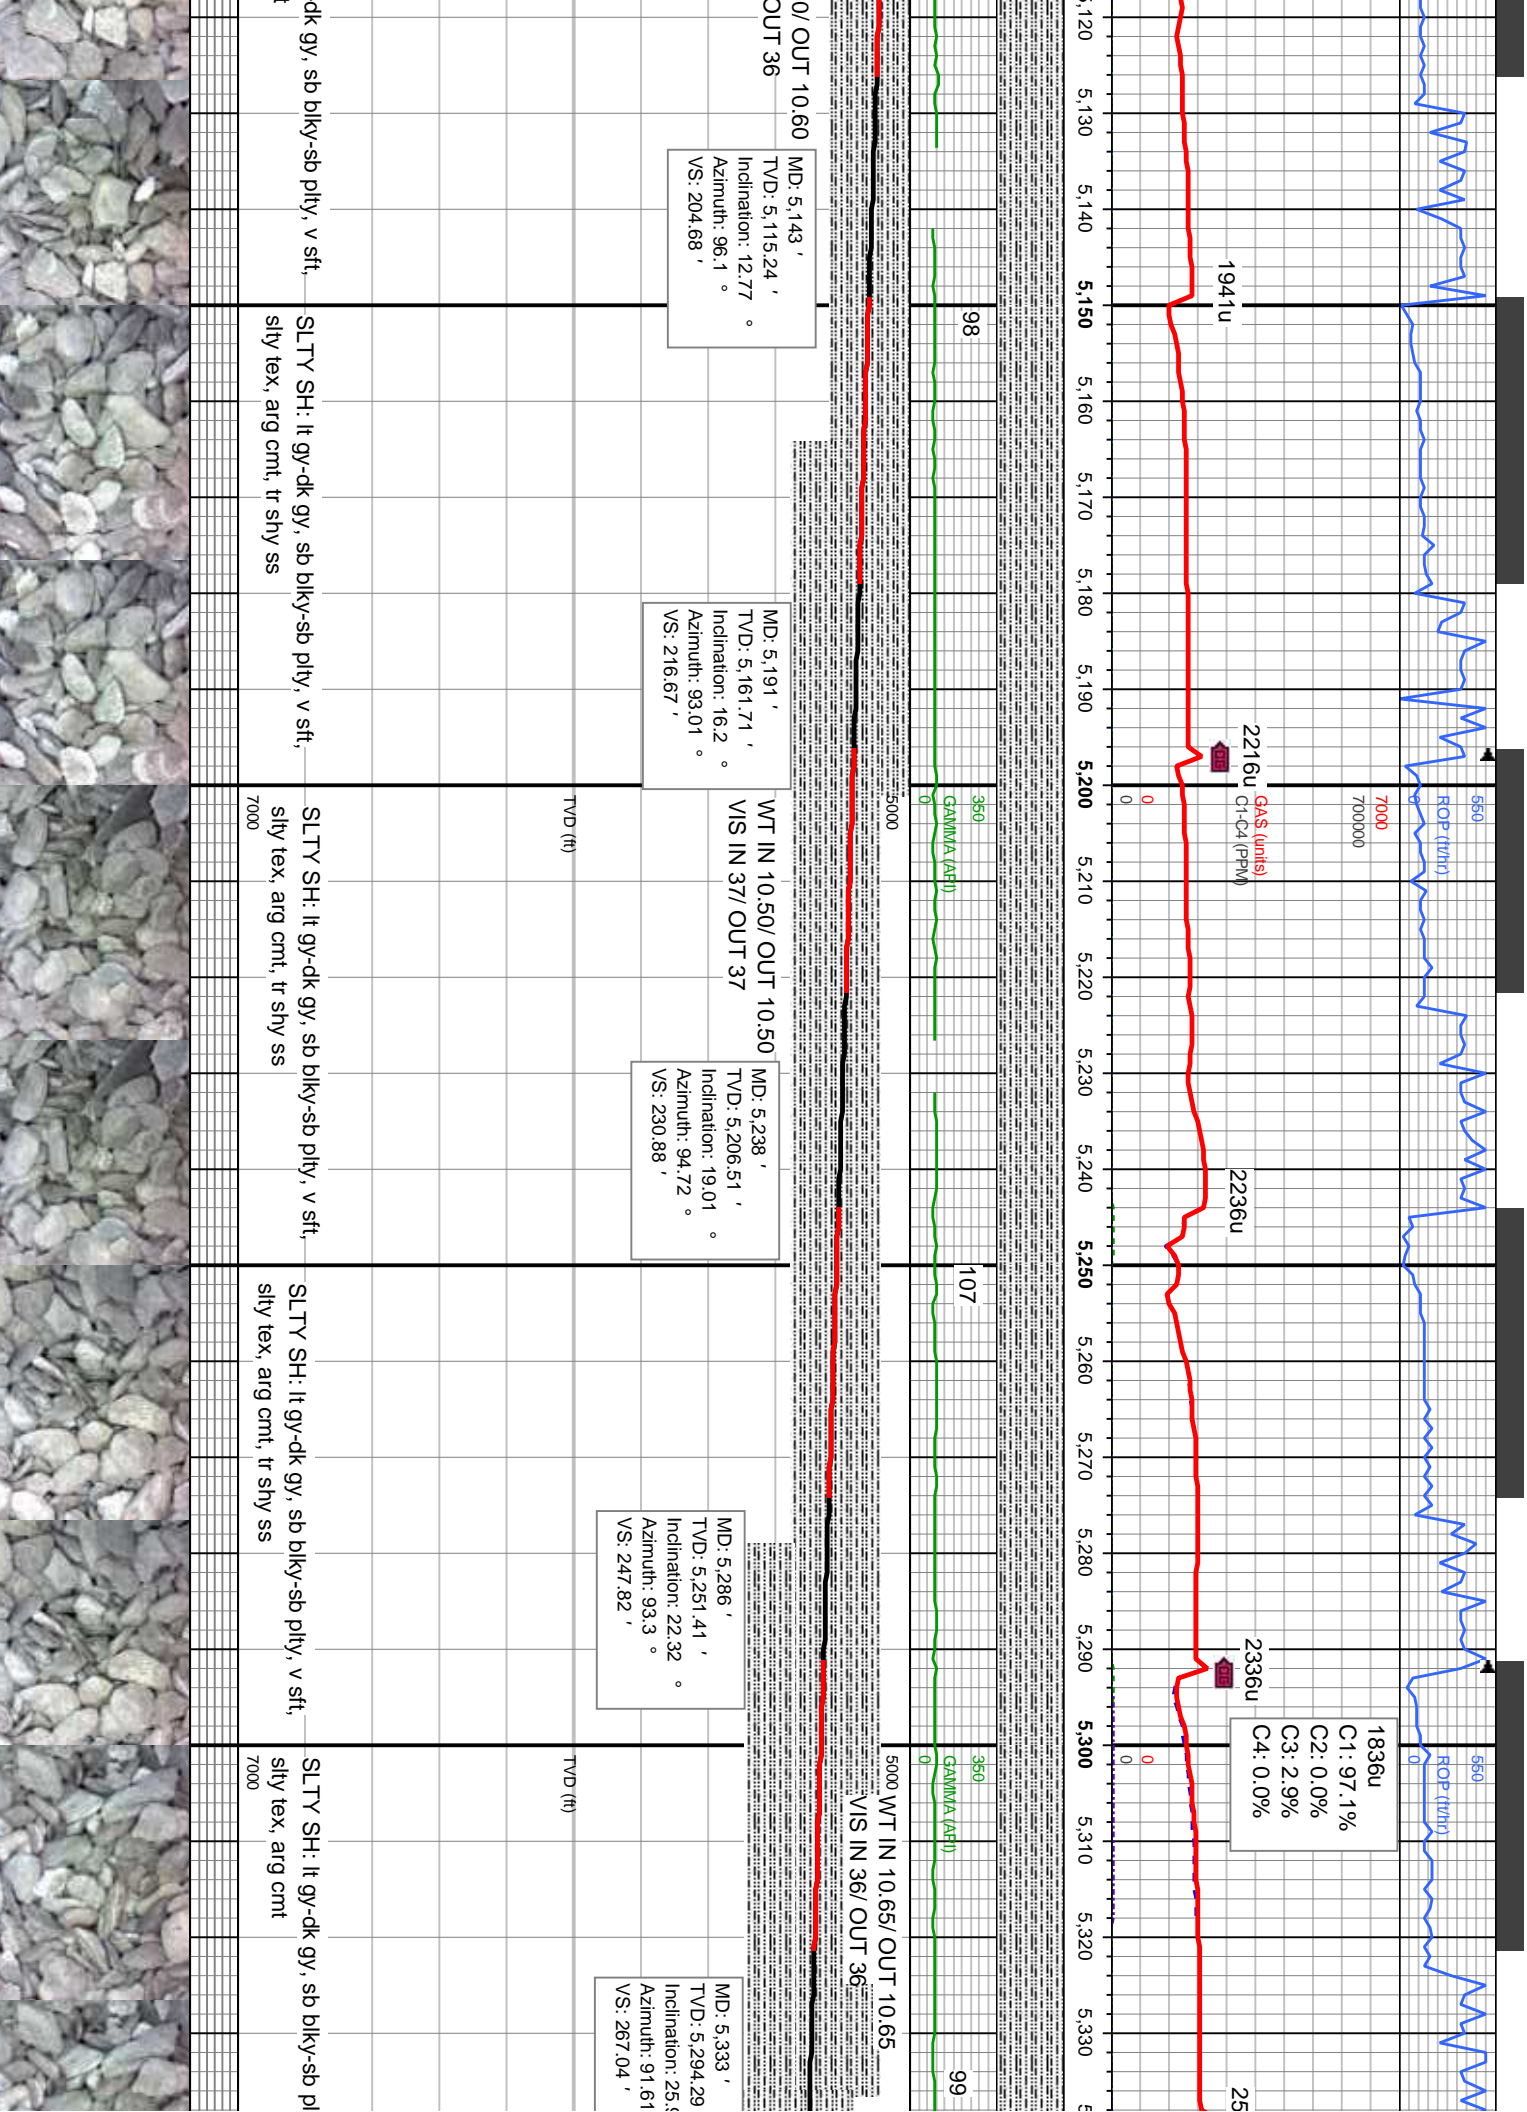 5,120
5,130
5,140
5,150
5,160
5,170
5,180
5,190
5,200
5,210
5,220
5,230
5,240
5,250
5,260
5,270
5,280
5,290
5,300
5,310
5,320
5,330
550
ROP (ft/hr)
0
550
ROP (ft/hr)
0
1941u
2216u
7000
700000
GAS (units)
C1-C4 (PPM)
0
0
2236u
2336u
1836u
C1: 97.1%
C2: 0.0%
C3: 2.9%
C4: 0.0%
0
0
25
98
350
GAMMA (API)
0
107
350
GAMMA (API)
0
99
0/ OUT 10.60
OUT 36
MD: 5,143 '
TVD: 5,115.24 '
Inclination: 12.77 °
Azimuth: 96.1 °
VS: 204.68 '
MD: 5,191 '
TVD: 5,161.71 '
Inclination: 16.2 °
Azimuth: 93.01 °
VS: 216.67 '
5000
WT IN 10.50/ OUT 10.50
VIS IN 37/ OUT 37
MD: 5,238 '
TVD: 5,206.51 '
Inclination: 19.01 °
Azimuth: 94.72 °
VS: 230.88 '
MD: 5,286 '
TVD: 5,251.41 '
Inclination: 22.32 °
Azimuth: 93.3 °
VS: 247.82 '
5000
WT IN 10.65/ OUT 10.65
VIS IN 36/ OUT 36
MD: 5,333 '
TVD: 5,294.29
Inclination: 25.9
Azimuth: 91.61
VS: 267.04 '
TVD (ft)
7000
TVD (ft)
7000
dk gy, sb blky-sb plty, v sft,
SLTY SH: lt gy-dk gy, sb blky-sb plty, v sft,
slty tex, arg cmt, tr shy ss
SLTY SH: lt gy-dk gy, sb blky-sb plty, v sft,
slty tex, arg cmt, tr shy ss
SLTY SH: lt gy-dk gy, sb blky-sb plty, v sft,
slty tex, arg cmt, tr shy ss
SLTY SH: lt gy-dk gy, sb blky-sb pl
slty tex, arg cmt